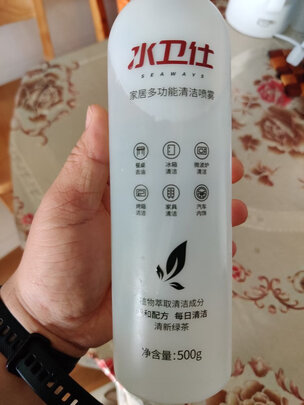 水卫仕
SEAWAYS
家居多功能清洁喷雾
餐桌 冰箱 微波炉
去油 清洁 清洁
烤箱 家具 汽车
清洁 清洁 内饰
植物萃取清洁成分
和配方 每日清洁
清新绿茶
净含量:500g